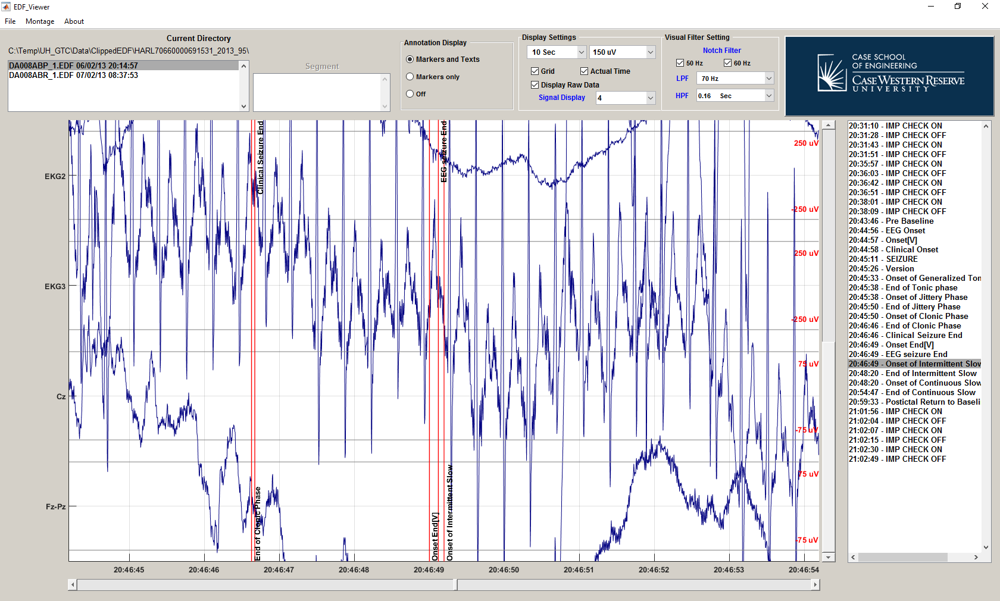 EDF_Viewer
File Montage About
Current Directory
C:\Temp\UH_GTC\Data\ClippedEDF\HARL70660000691531_2013_95\
DA008ABP_1.EDF 06/02/13 20:14:57
DA008ABR_1.EDF 07/02/13 08:37:53
Segment
Annotation Display
Markers and Texts
Markers only
Off
Display Settings
10 Sec 150 uV
Grid Actual Time
Display Raw Data
Signal Display 4
Visual Filter Setting
Notch Filter
50 Hz 60 Hz
LPF 70 Hz
HPF 0.16 Sec
CASE SCHOOL
OF ENGINEERING
CASE WESTERN RESERVE
UNIVERSITY
EKG2
EKG3
Cz
Fz-Pz
Clinical Seizure End
EEG seizure End
End of Clonic Phase
Onset End[V]
Onset of Intermittent Slow
250 uV
-250 uV
250 uV
-250 uV
75 uV
-75 uV
75 uV
-75 uV
20:46:45 20:46:46 20:46:47 20:46:48 20:46:49 20:46:50 20:46:51 20:46:52 20:46:53 20:46:54
20:31:10 - IMP CHECK ON
20:31:28 - IMP CHECK OFF
20:31:43 - IMP CHECK ON
20:31:51 - IMP CHECK OFF
20:35:57 - IMP CHECK ON
20:36:03 - IMP CHECK OFF
20:36:42 - IMP CHECK ON
20:36:51 - IMP CHECK OFF
20:38:01 - IMP CHECK ON
20:38:09 - IMP CHECK OFF
20:43:46 - Pre Baseline
20:44:56 - EEG Onset
20:44:57 - Onset[V]
20:44:58 - Clinical Onset
20:45:11 - SEIZURE
20:45:26 - Version
20:45:33 - Onset of Generalized Ton
20:45:38 - End of Tonic phase
20:45:38 - Onset of Jittery Phase
20:45:50 - End of Jittery Phase
20:45:50 - Onset of Clonic Phase
20:46:46 - End of Clonic Phase
20:46:46 - Clinical Seizure End
20:46:49 - Onset End[V]
20:46:49 - EEG seizure End
20:46:49 - Onset of Intermittent Slow
20:48:20 - End of Intermittent Slow
20:48:20 - Onset of Continuous Slow
20:54:47 - End of Continuous Slow
20:59:33 - Postictal Return to Baseli
21:01:56 - IMP CHECK ON
21:02:04 - IMP CHECK OFF
21:02:07 - IMP CHECK ON
21:02:15 - IMP CHECK OFF
21:02:30 - IMP CHECK ON
21:02:49 - IMP CHECK OFF